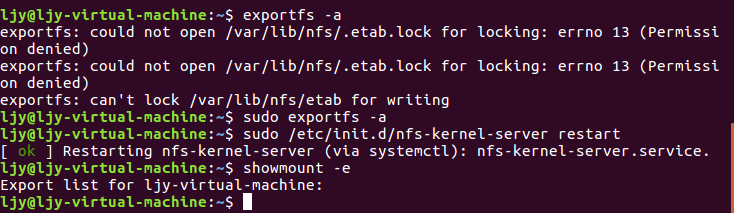 ljy@ljy-virtual-machine:~$ exportfs -a
exportfs: could not open /var/lib/nfs/.etab.lock for locking: errno 13 (Permissi
on denied)
exportfs: could not open /var/lib/nfs/.etab.lock for locking: errno 13 (Permissi
on denied)
exportfs: can't lock /var/lib/nfs/etab for writing
ljy@ljy-virtual-machine:~$ sudo exportfs -a
ljy@ljy-virtual-machine:~$ sudo /etc/init.d/nfs-kernel-server restart
[ ok ] Restarting nfs-kernel-server (via systemctl): nfs-kernel-server.service.
ljy@ljy-virtual-machine:~$ showmount -e
Export list for ljy-virtual-machine:
ljy@ljy-virtual-machine:~$